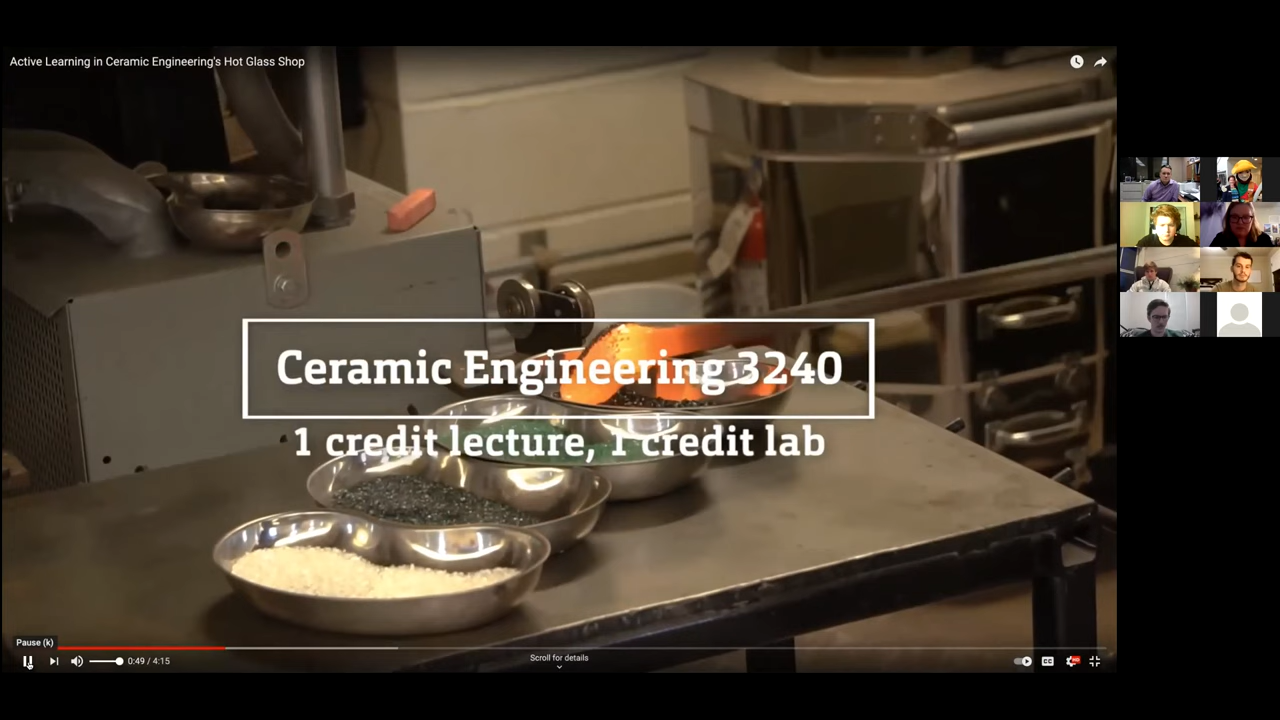 Active Learning in Ceramic Engineering's Hot Glass Shop
Ceramic Engineering 3240
1 credit lecture, 1 credit lab
Pause (k)
0:49 / 4:15
Scroll for details
CC